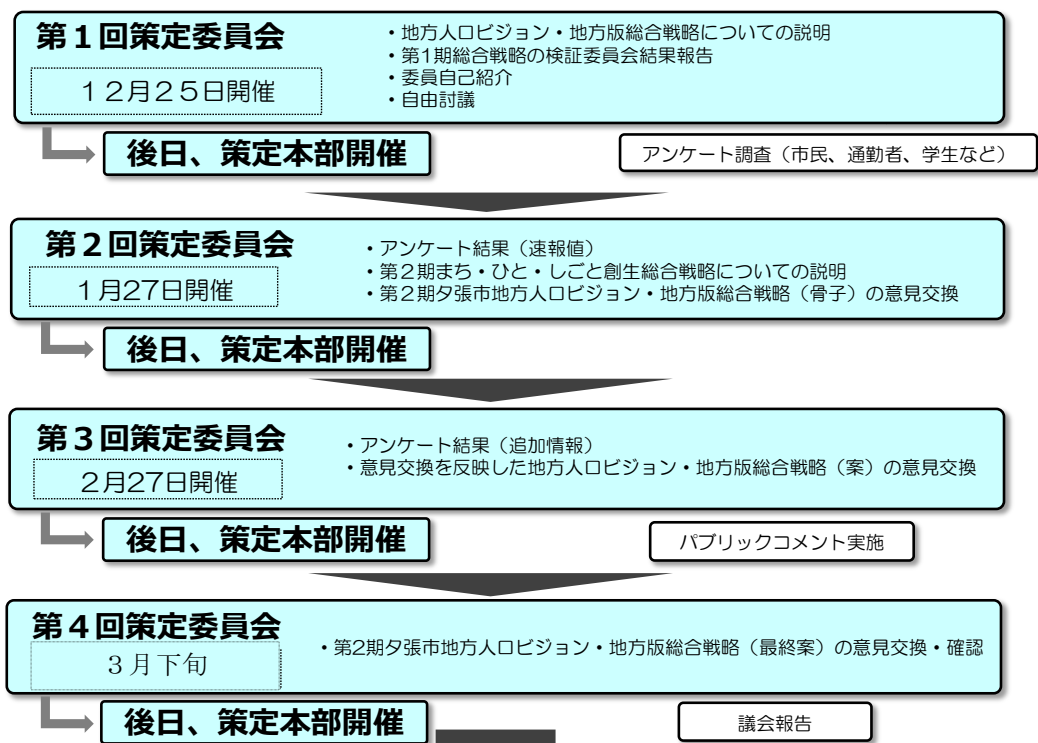 第1回策定委員会
12月25日開催
・地方人口ビジョン・地方版総合戦略についての説明
・第1期総合戦略の検証委員会結果報告
・委員自己紹介
・自由討議
後日、策定本部開催
アンケート調査（市民、通勤者、学生など）
第2回策定委員会
1月27日開催
・アンケート結果（速報値）
・第２期まち・ひと・しごと創生総合戦略についての説明
・第２期夕張市地方人口ビジョン・地方版総合戦略（骨子）の意見交換
後日、策定本部開催
第3回策定委員会
2月27日開催
・アンケート結果（追加情報）
・意見交換を反映した地方人口ビジョン・地方版総合戦略（案）の意見交換
後日、策定本部開催
パブリックコメント実施
第4回策定委員会
3月下旬
・第2期夕張市地方人口ビジョン・地方版総合戦略（最終案）の意見交換・確認
後日、策定本部開催
議会報告